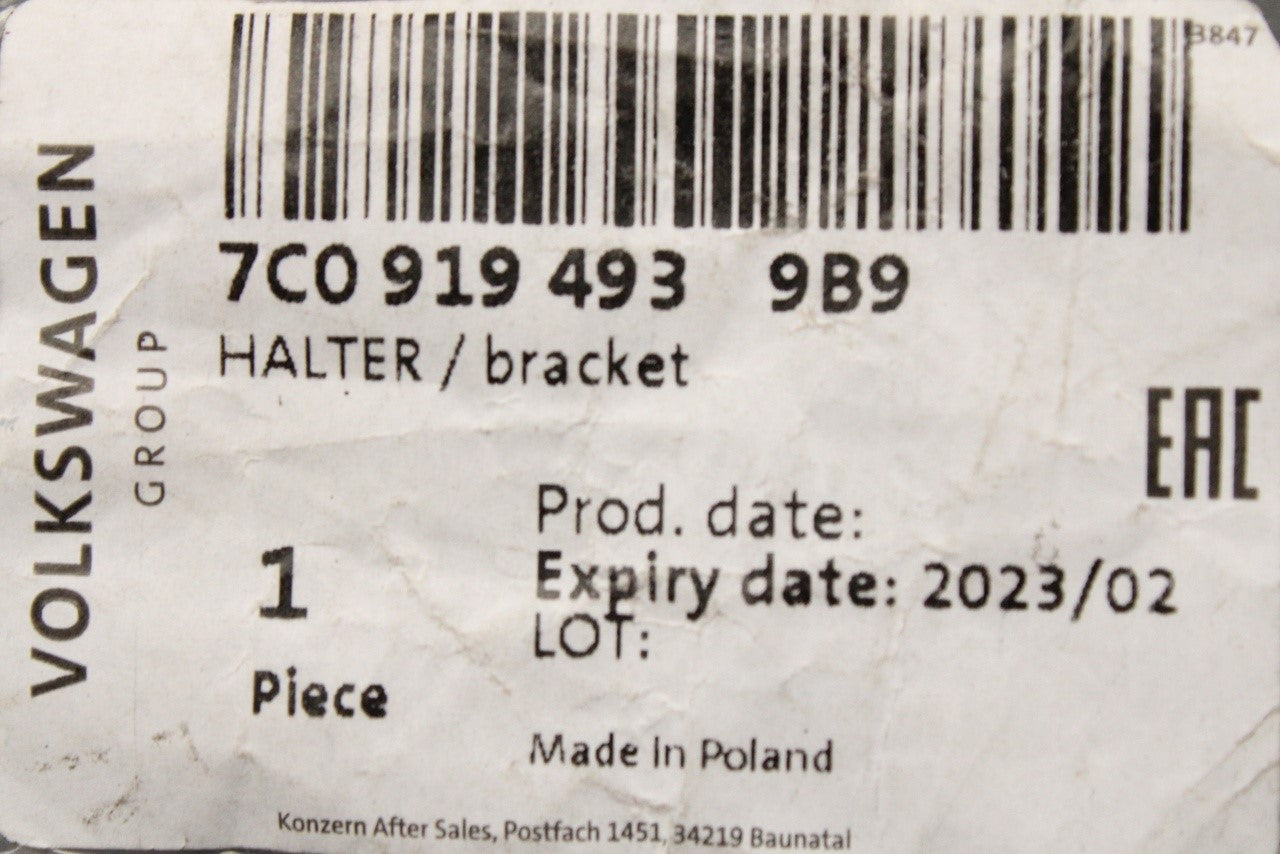 3847
7C0 919 493 9B9
HALTER / bracket
VOLKSWAGEN
GROUP
EAC
Prod. date:
Expiry date: 2023/02
LOT:
1
Piece
Made in Poland
Konzern After Sales, Postfach 1451, 34219 Baunatal